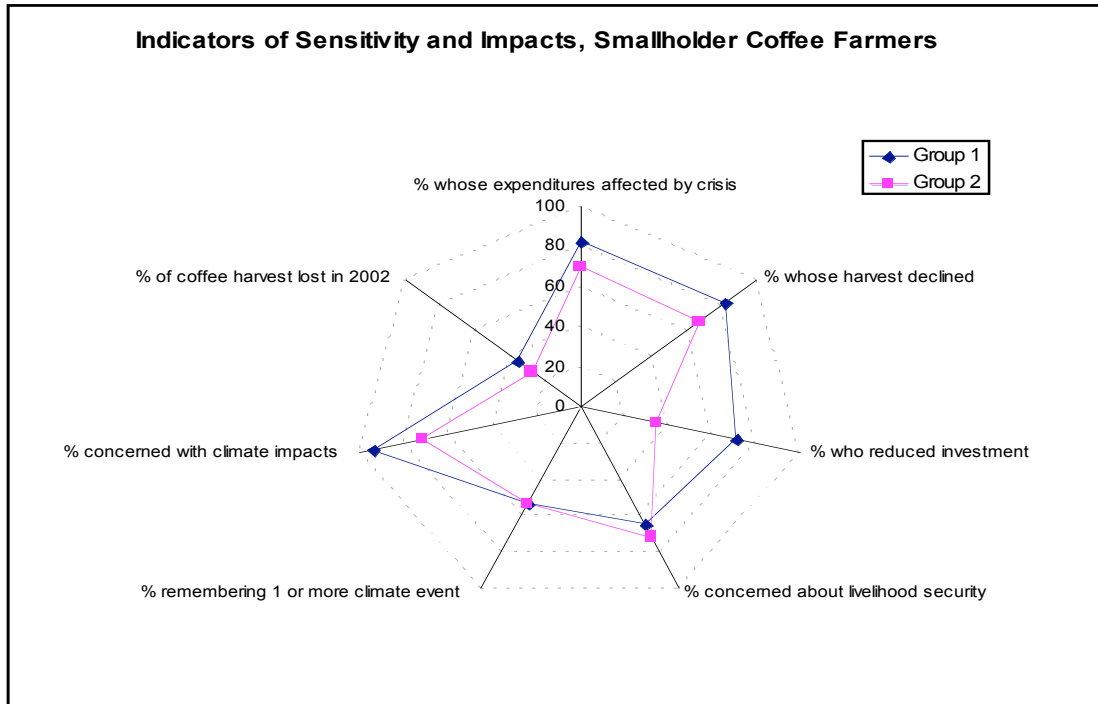 Indicators of Sensitivity and Impacts, Smallholder Coffee Farmers
Group 1
Group 2
% whose expenditures affected by crisis
% whose harvest declined
% who reduced investment
% concerned about livelihood security
% remembering 1 or more climate event
% concerned with climate impacts
% of coffee harvest lost in 2002
100
80
60
40
20
0